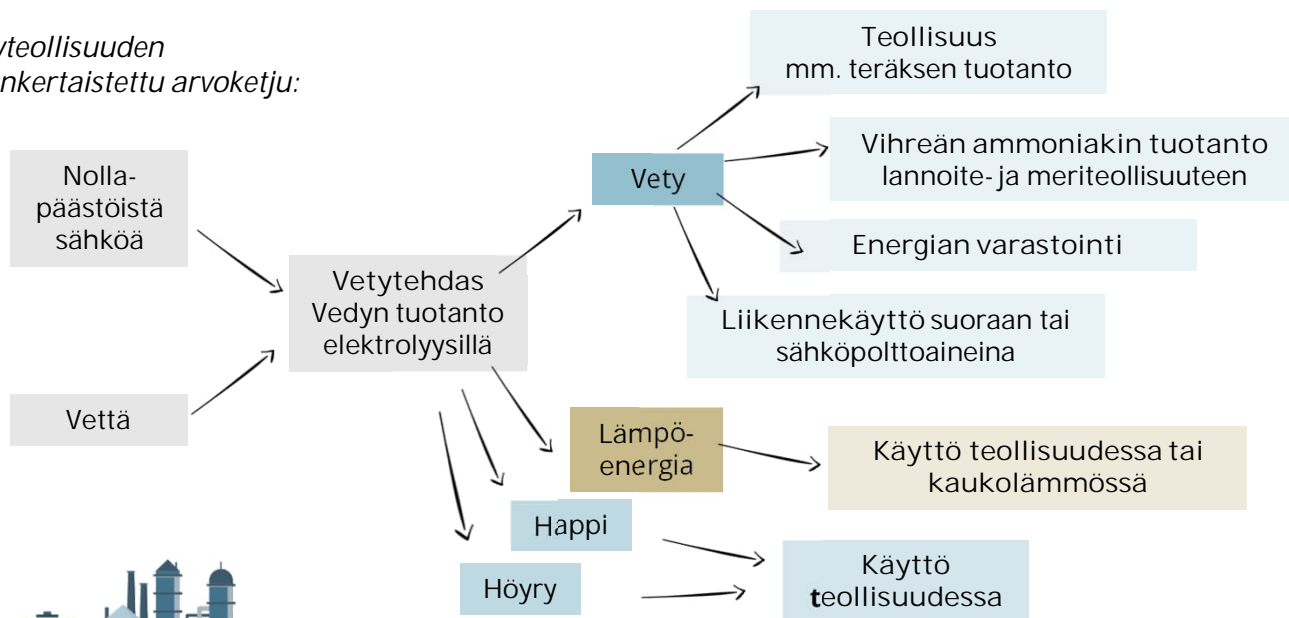 yteollisuuden
nkertaistettu arvoketju:
Nolla-
päästöistä
sähköä
Vettä
Vetytehdas
Vedyn tuotanto
elektrolyysillä
Vety
Teollisuus
mm. teräksen tuotanto
Vihreän ammoniakin tuotanto
lannoite- ja meriteollisuuteen
Energian varastointi
Liikennekäyttö suoraan tai
sähköpolttoaineina
Lämpö-
energia
Käyttö teollisuudessa tai
kaukolämmössä
Happi
Höyry
Käyttö
teollisuudessa